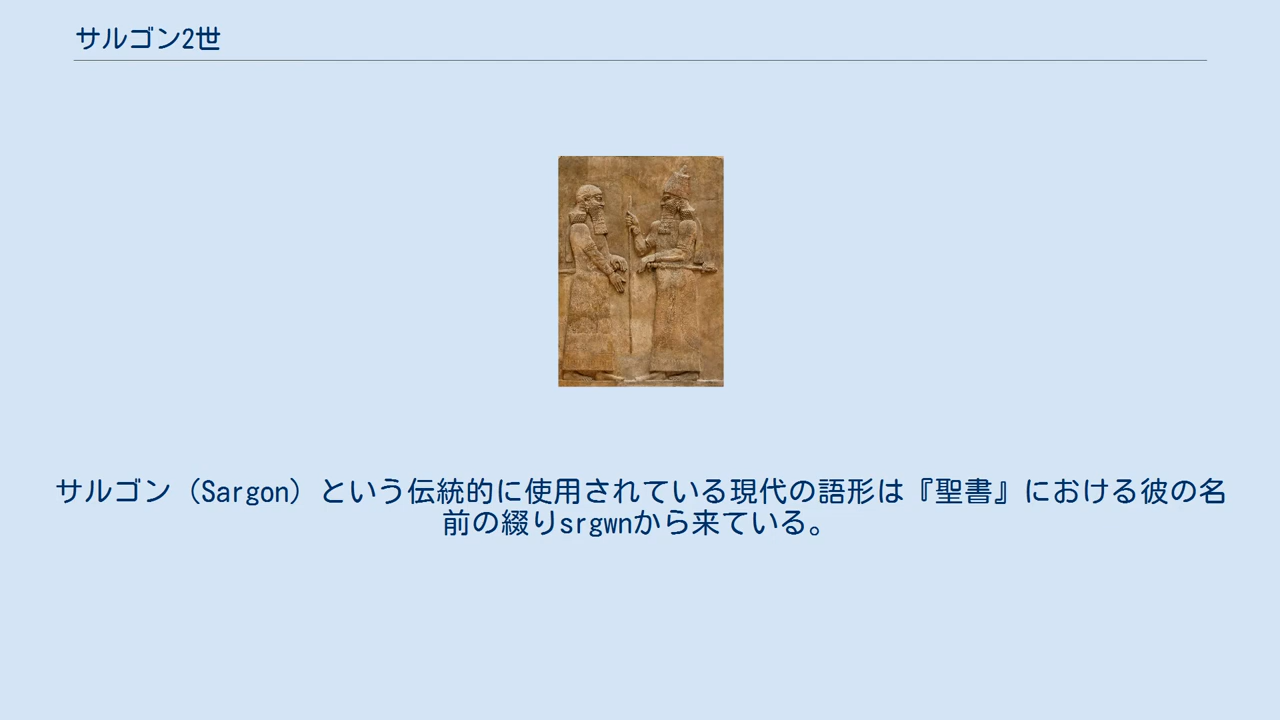 サルゴン2世
サルゴン（Sargon）という伝統的に使用されている現代の語形は『聖書』における彼の名
前の綴りsrgwnから来ている。